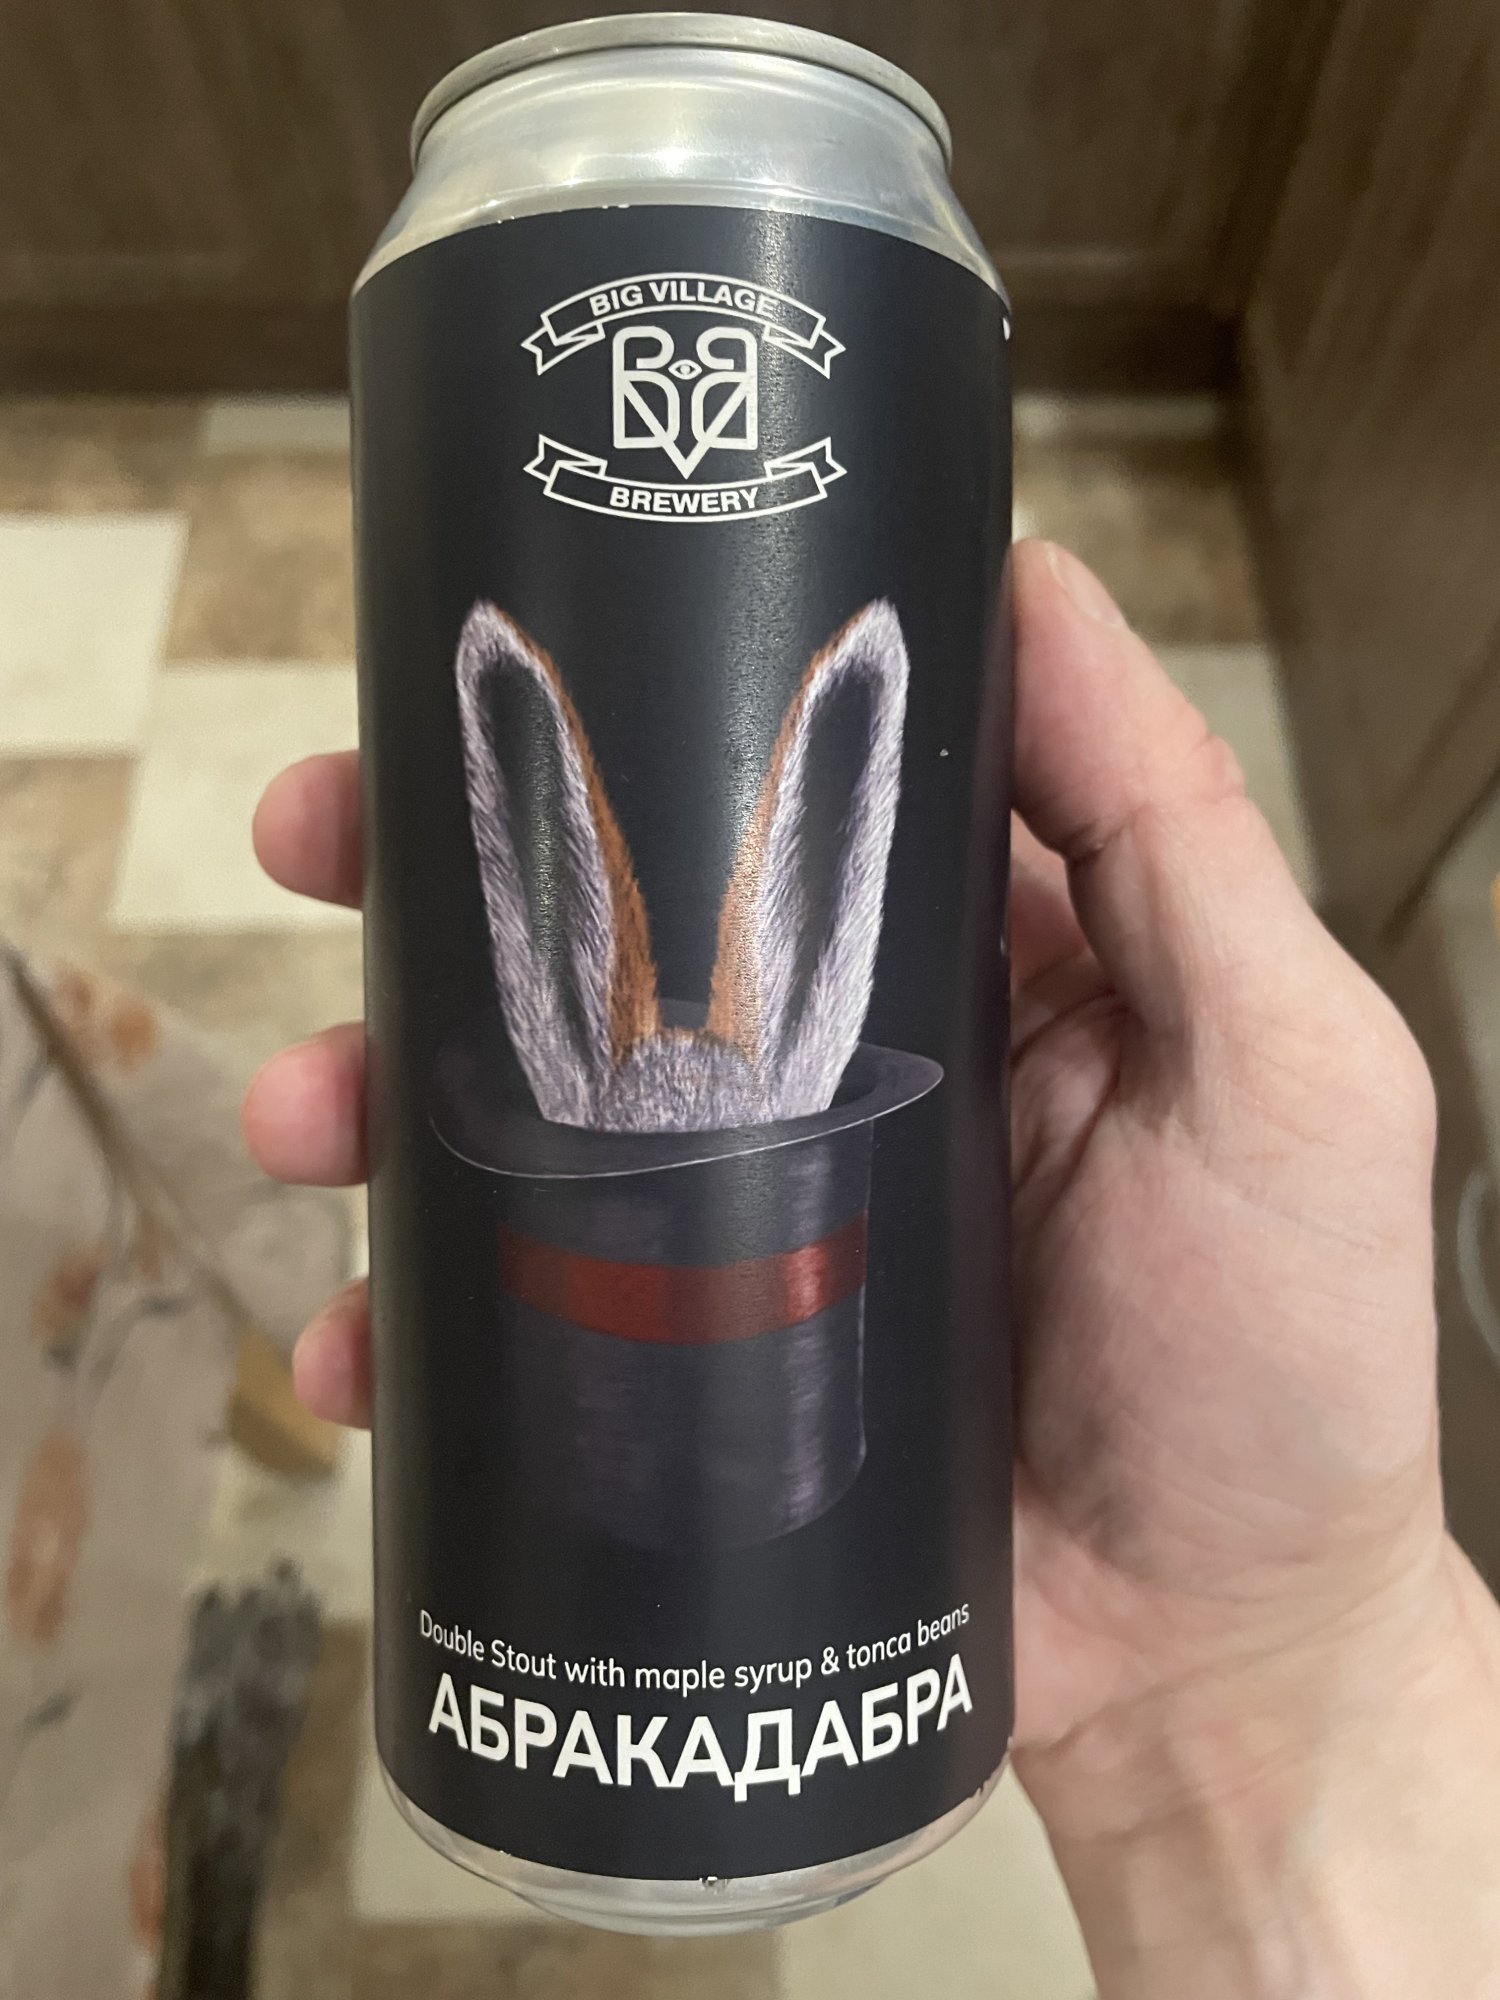 BIG VILLAGE
BREWERY
Double Stout with maple syrup & tonca beans
АБРАКАДАБРА